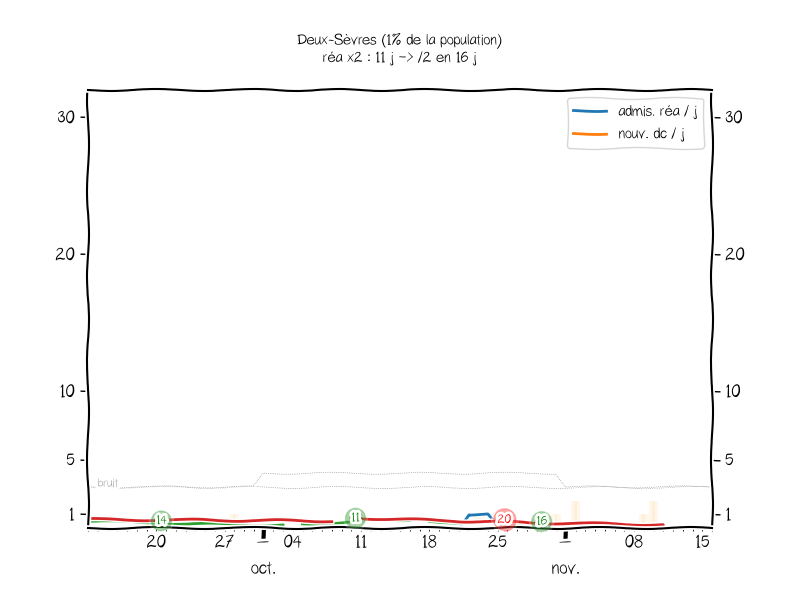 Deux-Sèvres (1% de la population)
réa x2 : 11 j -> /2 en 16 j
admis. réa / j
nouv. dc / j
30 30
20 20
10 10
5 5
bruit
1 1
14 11 20 16
20 27 04 11 18 25 08 15
oct. nov.